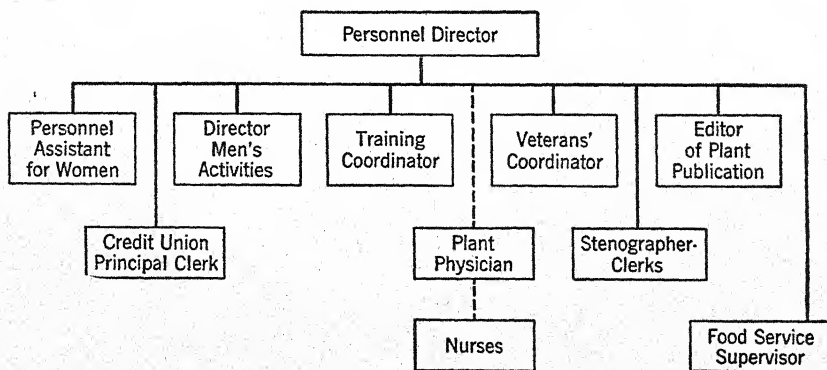 Personnel Director
Personnel
Assistant
for Women
Director
Men's
Activities
Training
Coordinator
Veterans'
Coordinator
Editor
of Plant
Publication
Credit Union
Principal Clerk
Plant
Physician
Stenographer-
Clerks
Nurses
Food Service
Supervisor